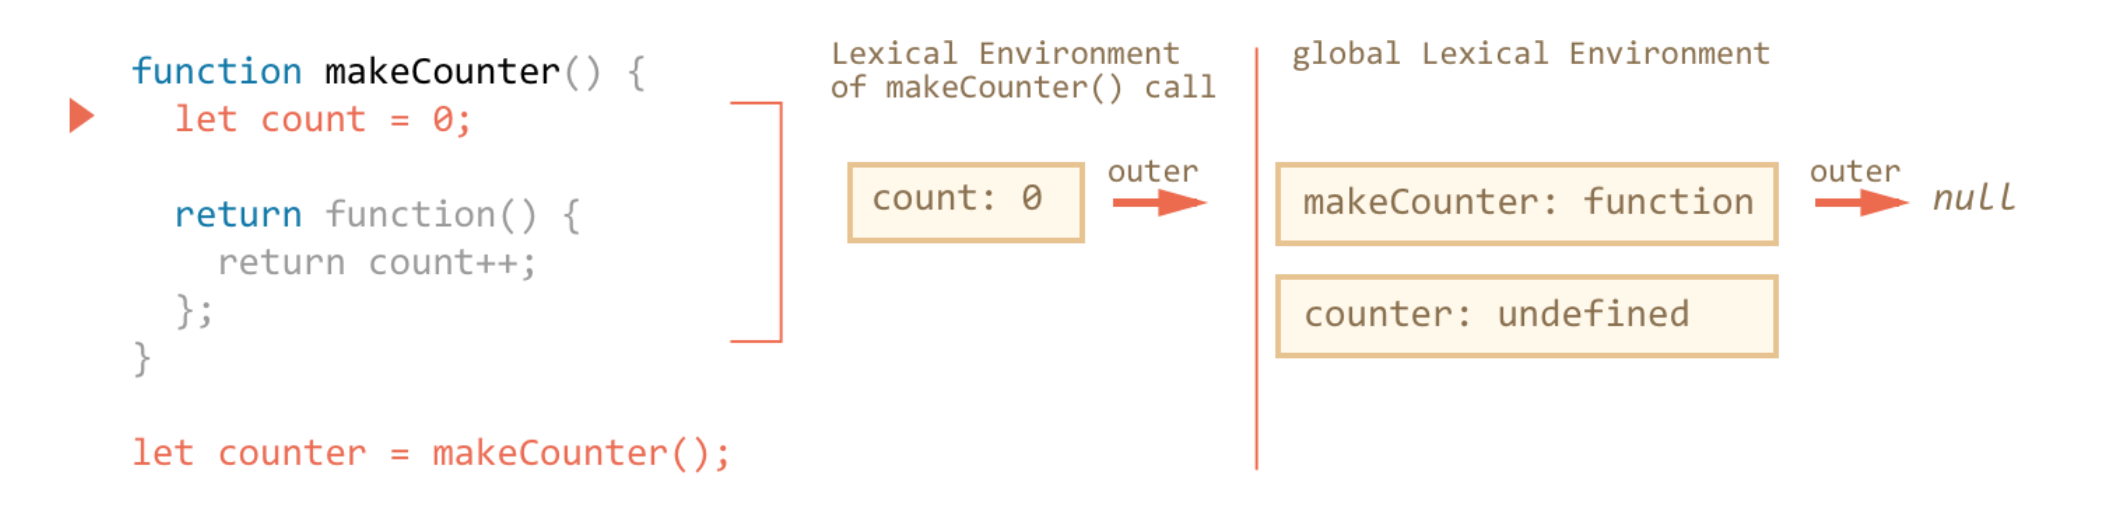 function makeCounter() {
  let count = 0;

  return function() {
    return count++;
  };
}

let counter = makeCounter();
Lexical Environment
of makeCounter() call
count: 0
outer
global Lexical Environment
makeCounter: function
outer
null
counter: undefined